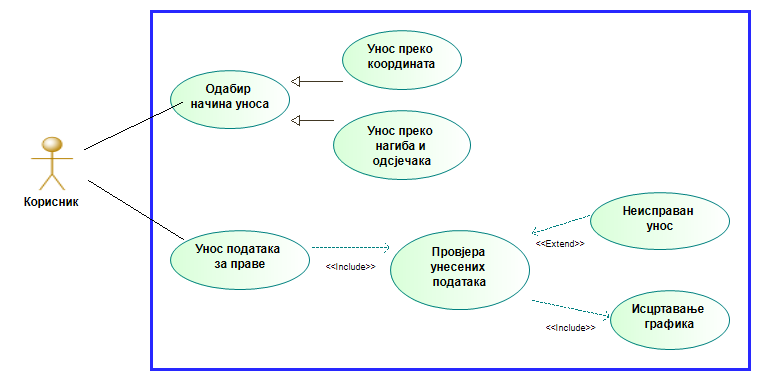 Унос преко
координата
Одабир
начина уноса
Унос преко
нагиба и
одсјечака
Корисник
Унос података
за праве
<<Include>>
Провјера
унесених
података
<<Extend>>
Неисправан
унос
<<Include>>
Исцртавање
графика